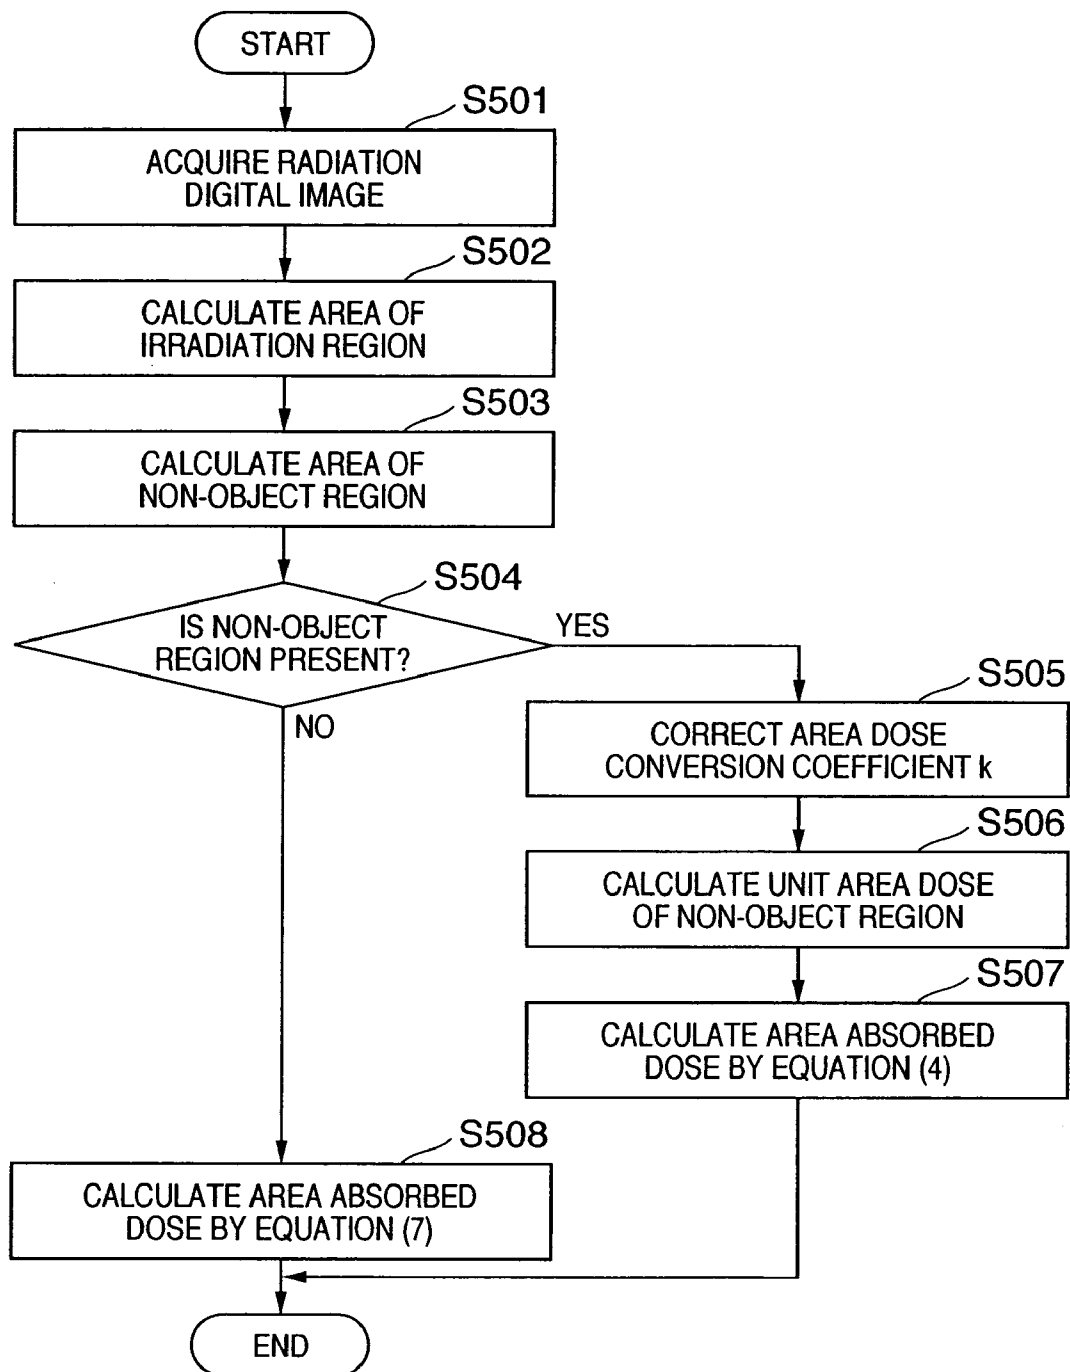 START
S501
ACQUIRE RADIATION
DIGITAL IMAGE
S502
CALCULATE AREA OF
IRRADIATION REGION
S503
CALCULATE AREA OF
NON-OBJECT REGION
S504
IS NON-OBJECT
REGION PRESENT?
YES
NO
S505
CORRECT AREA DOSE
CONVERSION COEFFICIENT k
S506
CALCULATE UNIT AREA DOSE
OF NON-OBJECT REGION
S507
CALCULATE AREA ABSORBED
DOSE BY EQUATION (4)
S508
CALCULATE AREA ABSORBED
DOSE BY EQUATION (7)
END